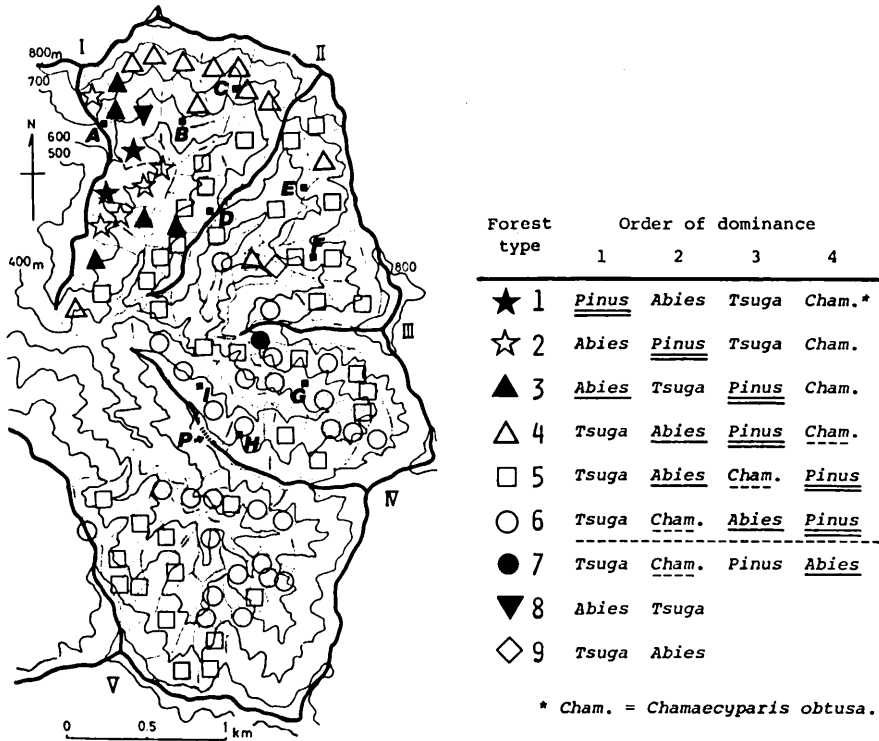 I
II
800m
700
C
A
B
N
600
500
E
D
F
400m
800
III
I
G
P
H
IV
V
0 0.5 1 km
Forest type Order of dominance
1 2 3 4
1 Pinus Abies Tsuga Cham.*
2 Abies Pinus Tsuga Cham.
3 Abies Tsuga Pinus Cham.
4 Tsuga Abies Pinus Cham.
5 Tsuga Abies Cham. Pinus
6 Tsuga Cham. Abies Pinus
7 Tsuga Cham. Pinus Abies
8 Abies Tsuga
9 Tsuga Abies
* Cham. = Chamaecyparis obtusa.